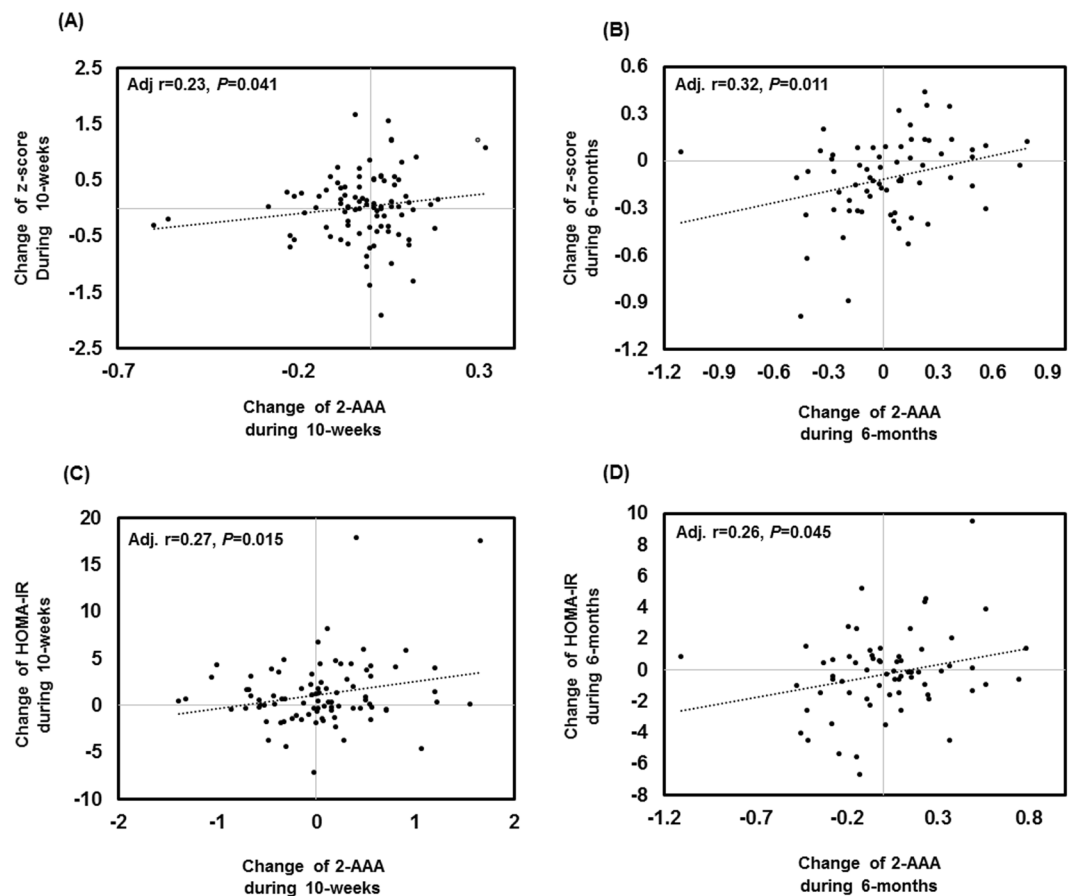 (A)
Adj r=0.23, P=0.041
2.5
1.5
0.5
-0.5
-1.5
-2.5
-0.7
-0.2
0.3
Change of z-score
During 10-weeks
Change of 2-AAA
during 10-weeks
(B)
Adj. r=0.32, P=0.011
0.6
0.3
0
-0.3
-0.6
-0.9
-1.2
-1.2
-0.9
-0.6
-0.3
0
0.3
0.6
0.9
Change of z-score
during 6-months
Change of 2-AAA
during 6-months
(C)
Adj. r=0.27, P=0.015
20
15
10
5
0
-5
-10
-2
-1
0
1
2
Change of HOMA-IR
during 10-weeks
Change of 2-AAA
during 10-weeks
(D)
Adj. r=0.26, P=0.045
10
8
6
4
2
0
-2
-4
-6
-8
-1.2
-0.7
-0.2
0.3
0.8
Change of HOMA-IR
during 6-months
Change of 2-AAA
during 6-months